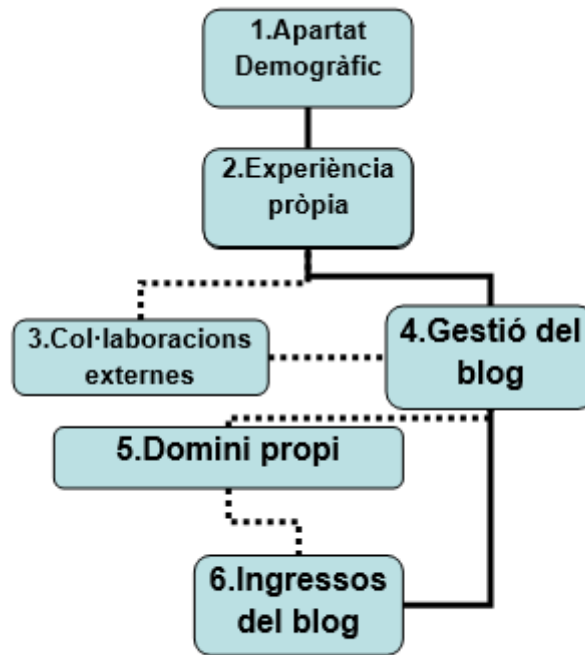 1.Apartat
Demogràfic
2.Experiència
pròpia
3.Col·laboracions
externes
4.Gestió del
blog
5.Domini propi
6.Ingressos
del blog